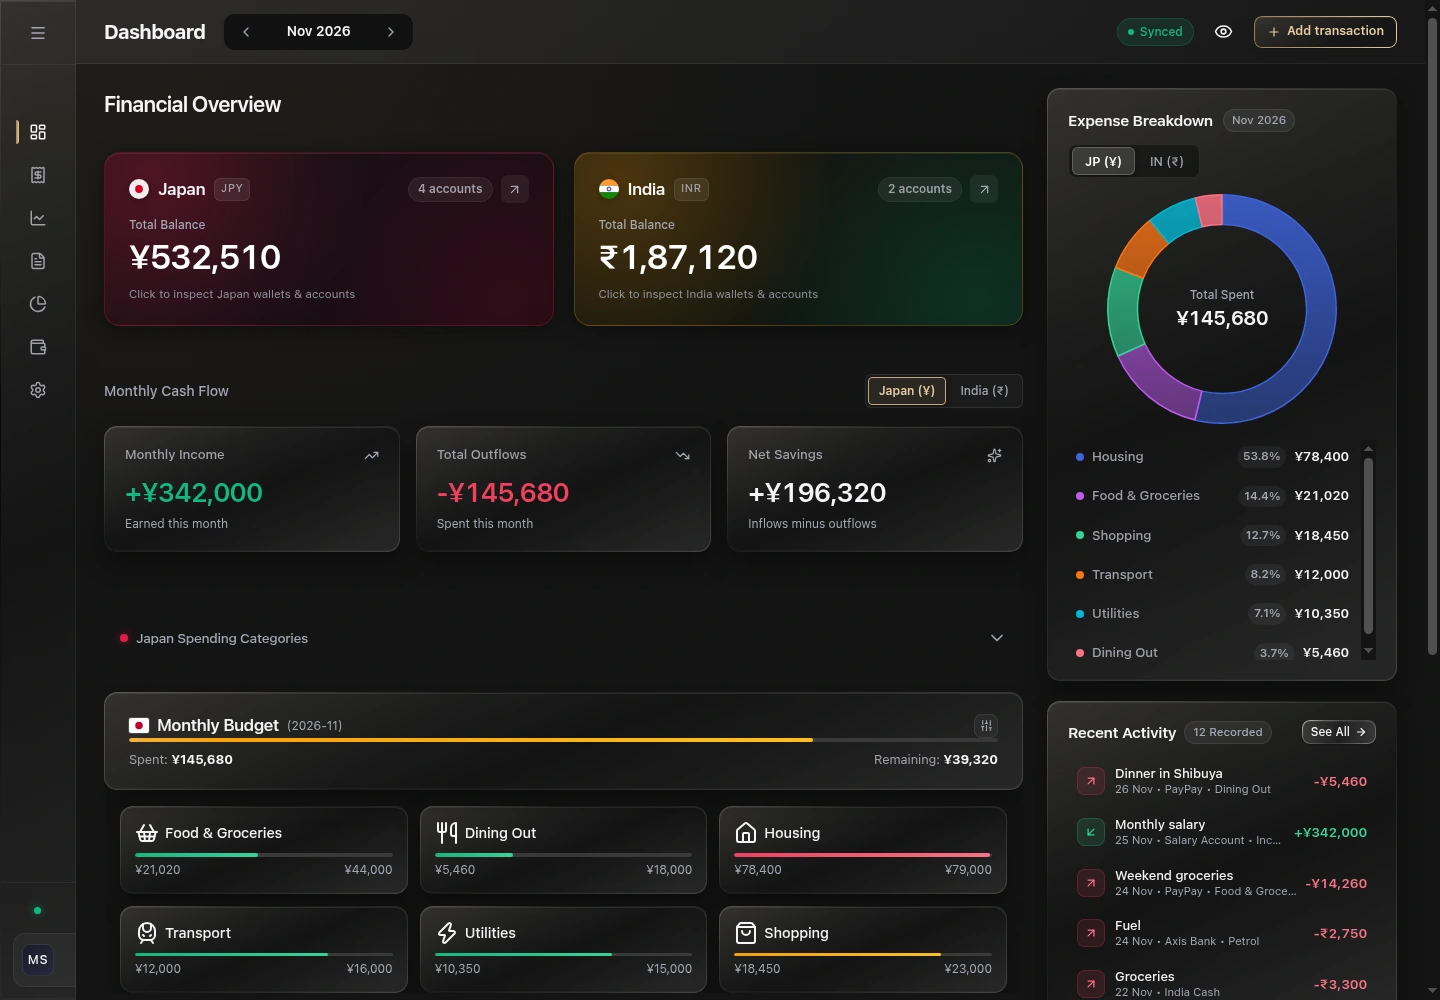 Dashboard
Nov 2026
Synced
Add transaction
Financial Overview
Japan JPY
4 accounts
Total Balance
¥532,510
Click to inspect Japan wallets & accounts
India INR
2 accounts
Total Balance
₹1,87,120
Click to inspect India wallets & accounts
Monthly Cash Flow
Japan (¥) India (₹)
Monthly Income
+¥342,000
Earned this month
Total Outflows
-¥145,680
Spent this month
Net Savings
+¥196,320
Inflows minus outflows
Japan Spending Categories
Monthly Budget (2026-11)
Spent: ¥145,680
Remaining: ¥39,320
Food & Groceries
¥21,020 ¥44,000
Dining Out
¥5,460 ¥18,000
Housing
¥78,400 ¥79,000
Transport
¥12,000 ¥16,000
Utilities
¥10,350 ¥15,000
Shopping
¥18,450 ¥23,000
MS
Expense Breakdown Nov 2026
JP (¥) IN (₹)
Total Spent
¥145,680
Housing 53.8% ¥78,400
Food & Groceries 14.4% ¥21,020
Shopping 12.7% ¥18,450
Transport 8.2% ¥12,000
Utilities 7.1% ¥10,350
Dining Out 3.7% ¥5,460
Recent Activity 12 Recorded See All
Dinner in Shibuya
26 Nov • PayPay • Dining Out
-¥5,460
Monthly salary
25 Nov • Salary Account • Inc...
+¥342,000
Weekend groceries
24 Nov • PayPay • Food & Groce...
-¥14,260
Fuel
24 Nov • Axis Bank • Petrol
-₹2,750
Groceries
22 Nov • India Cash
-₹3,300